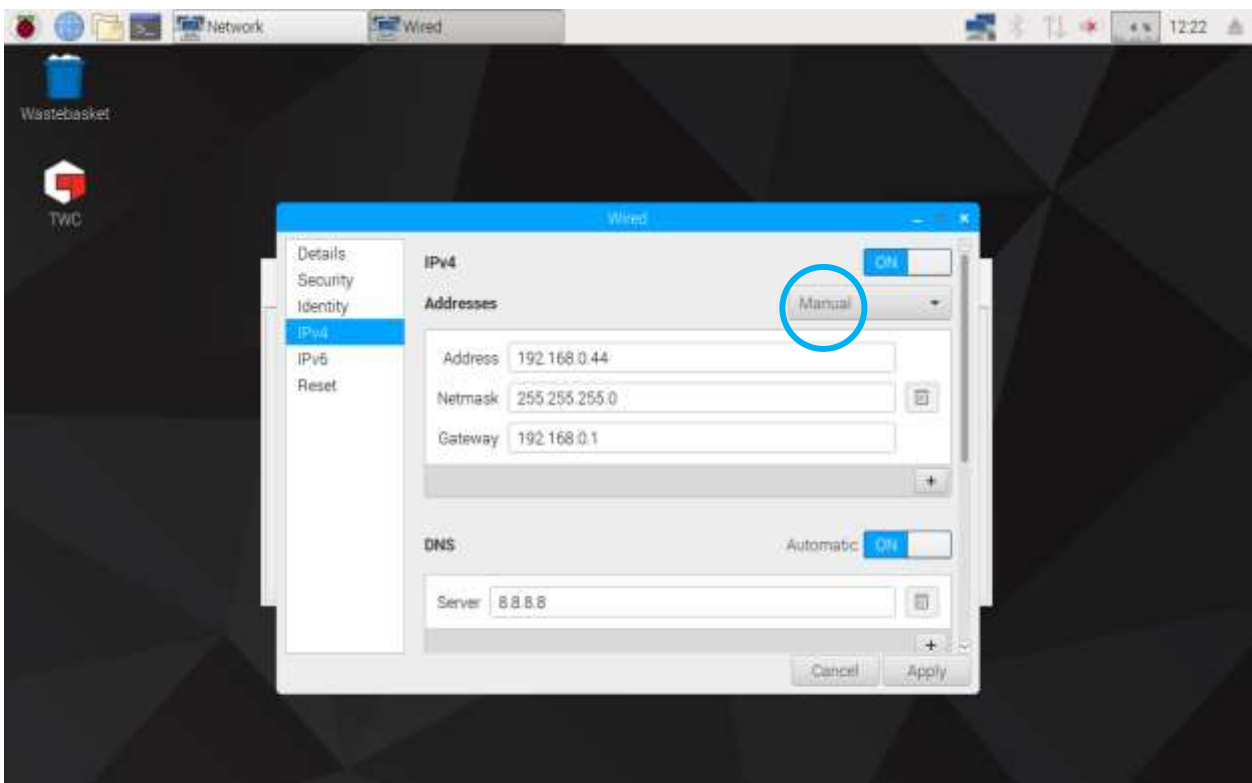 Network
Wired
12:22
Wastebasket
TWC
Wired
Details
Security
Identity
IPv4
IPv6
Reset
IPv4
ON
Addresses
Manual
Address 192.168.0.44
Netmask 255.255.255.0
Gateway 192.168.0.1
+
DNS
Automatic ON
Server 8.8.8.8
+
Cancel
Apply